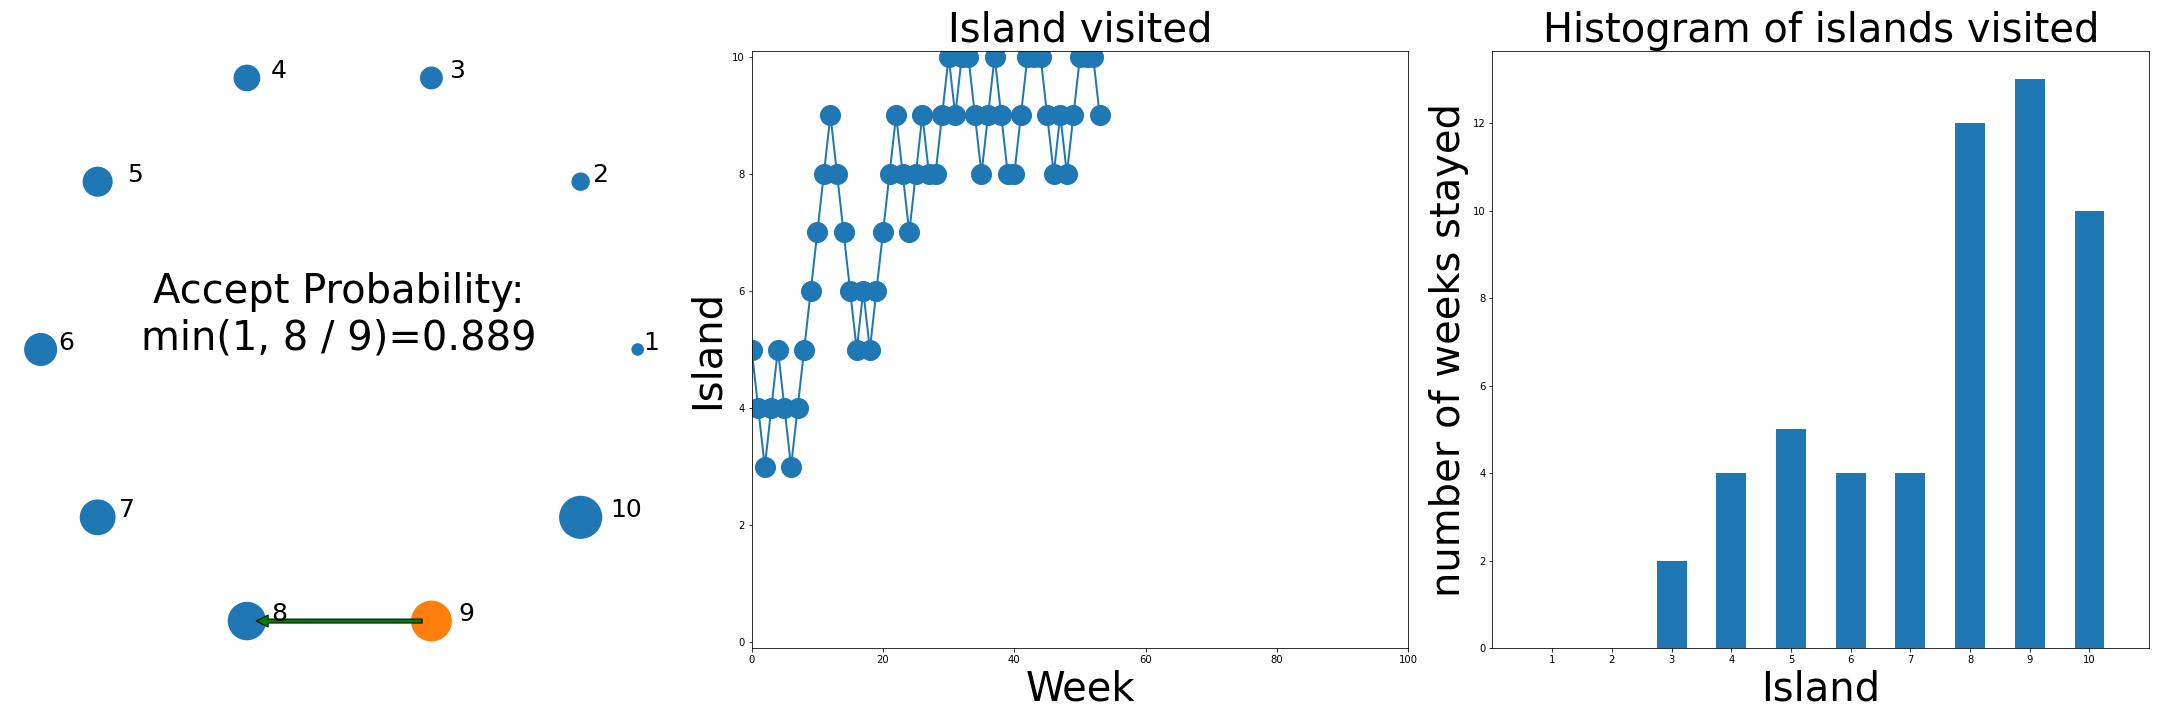 4
3
5
2
Accept Probability:
min(1, 8 / 9)=0.889
6
1
7
10
8
9
Island visited
Island
10
8
6
4
2
0
0 20 40 60 80 100
Week
Histogram of islands visited
number of weeks stayed
12
10
8
6
4
2
0
1 2 3 4 5 6 7 8 9 10
Island